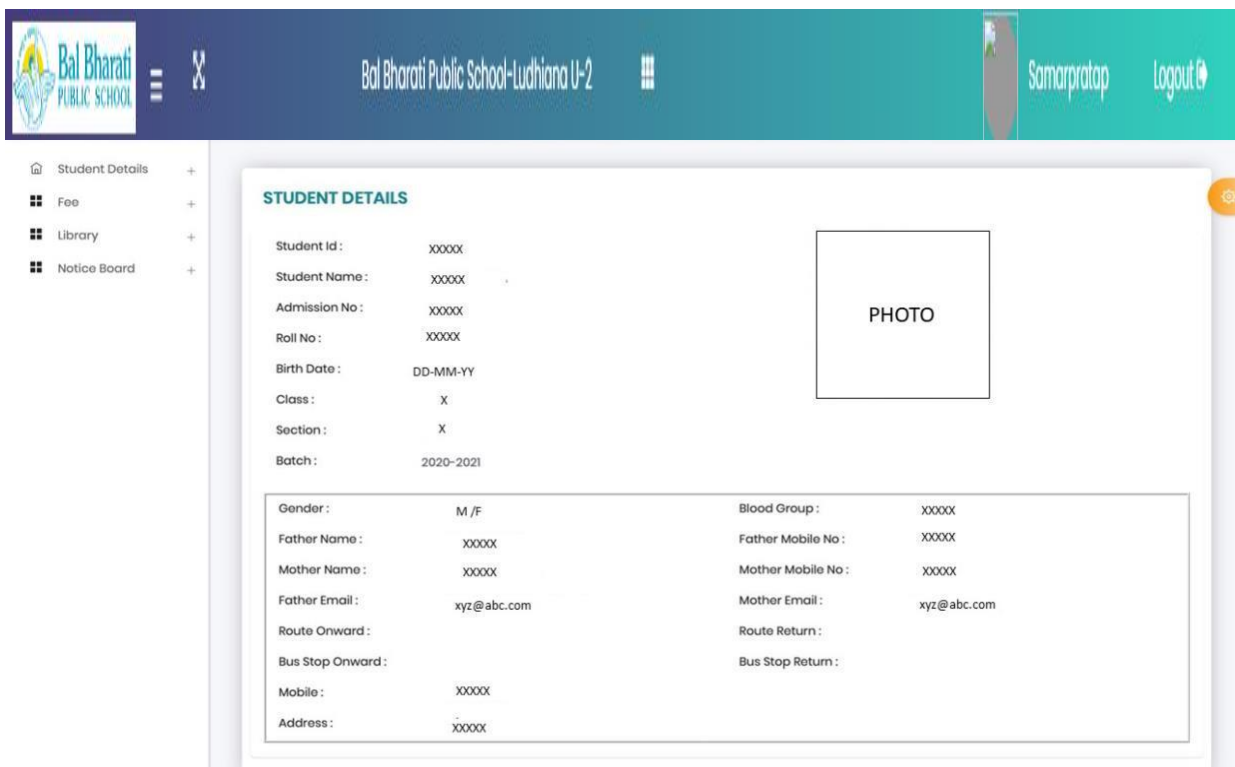 Bal Bharati
PUBLIC SCHOOL
Bal Bharati Public School-Ludhiana U-2
Samarpratap
Logout
Student Details +
Fee +
Library +
Notice Board +
STUDENT DETAILS
Student Id : XXXXX
Student Name : XXXXX
Admission No : XXXXX
Roll No : XXXXX
Birth Date : DD-MM-YY
Class : X
Section : X
Batch : 2020-2021
PHOTO
Gender : M /F Blood Group : XXXXX
Father Name : XXXXX Father Mobile No : XXXXX
Mother Name : XXXXX Mother Mobile No : XXXXX
Father Email : xyz@abc.com Mother Email : xyz@abc.com
Route Onward : Route Return :
Bus Stop Onward : Bus Stop Return :
Mobile : XXXXX
Address : XXXXX